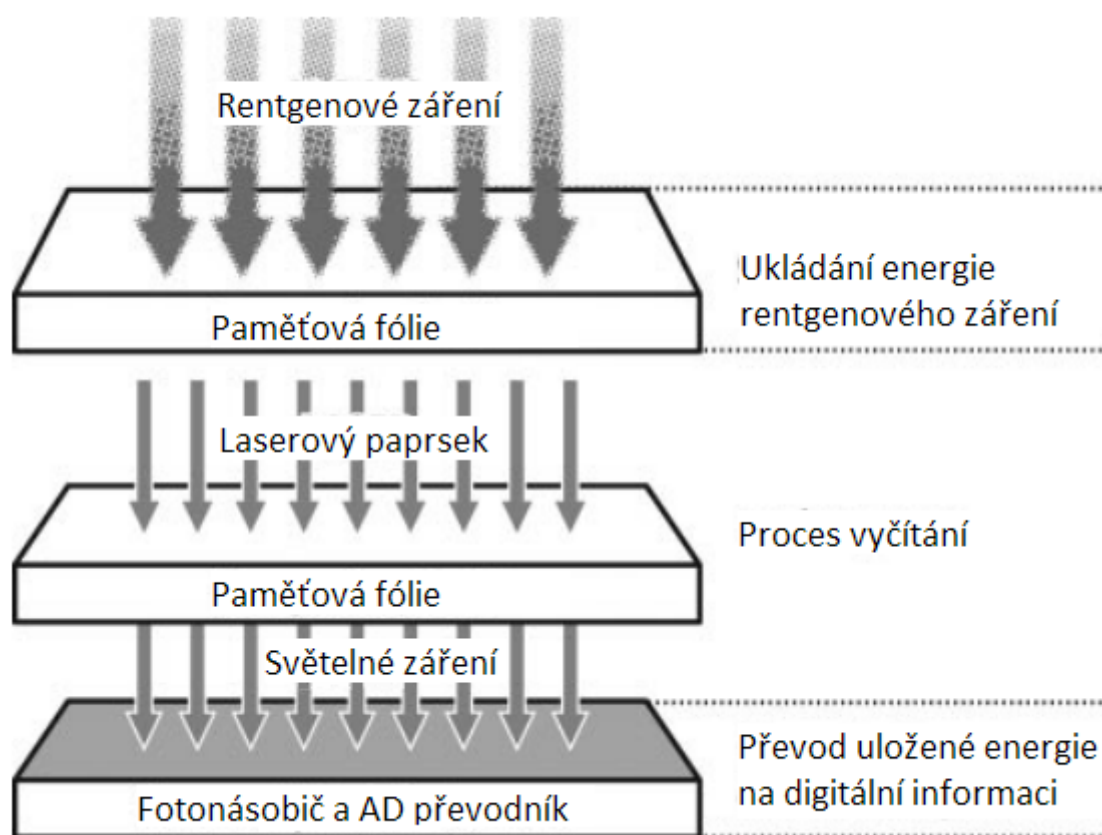 Rentgenové záření
Ukládání energie
rentgenového záření
Paměťová fólie
Laserový paprsek
Proces vyčítání
Paměťová fólie
Světelné záření
Převod uložené energie
na digitální informaci
Fotonásobič a AD převodník